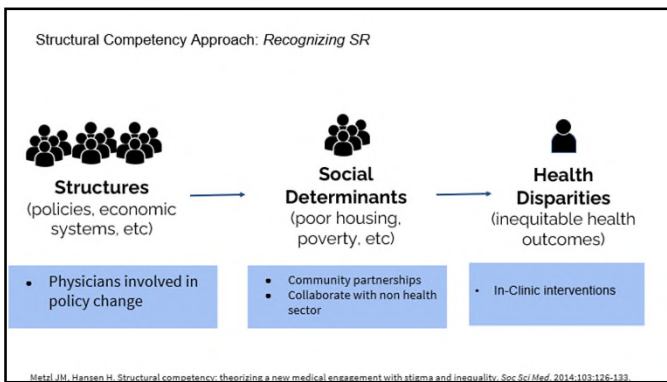 Structural Competency Approach: Recognizing SR
Structures
(policies, economic
systems, etc)
Social
Determinants
(poor housing,
poverty, etc)
Health
Disparities
(inequitable health
outcomes)
• Physicians involved in
policy change
• Community partnerships
• Collaborate with non health
sector
• In-Clinic interventions
Metzl JM, Hansen H. Structural competency: theorizing a new medical engagement with stigma and inequality. Soc Sci Med. 2014;103:126-133.